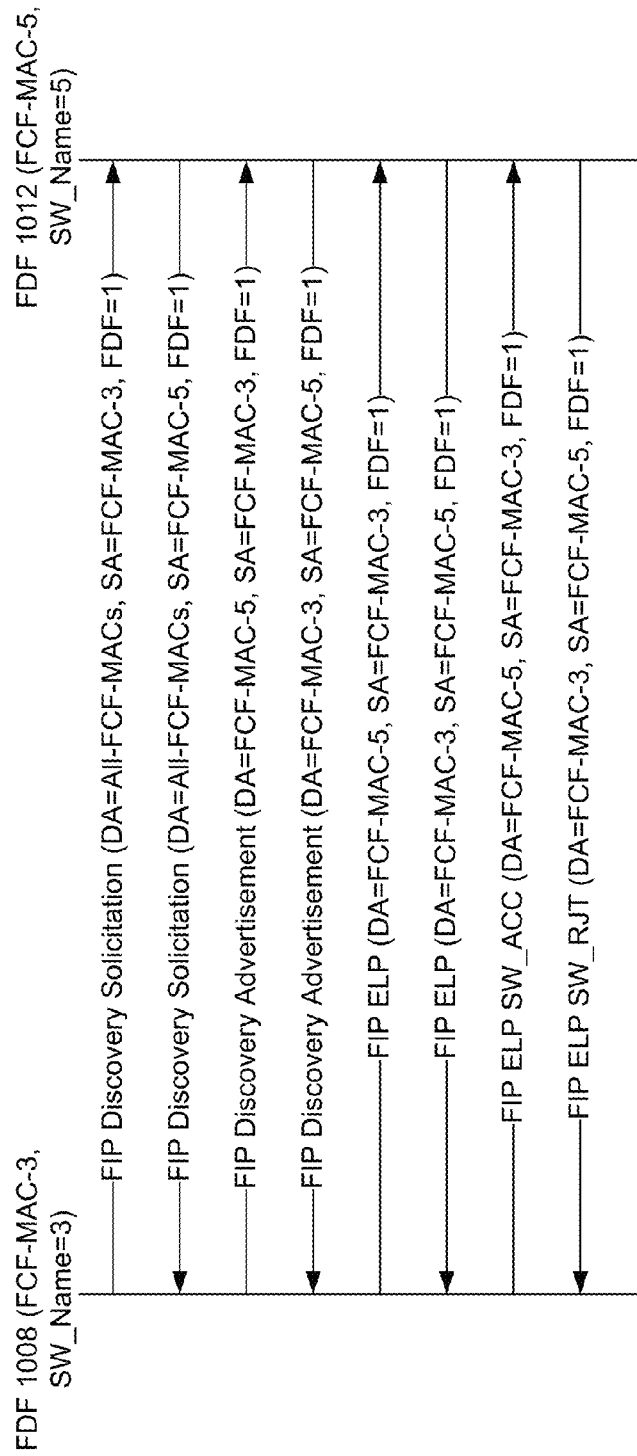 FDF 1008 (FCF-MAC-3,
SW_Name=3)
FDF 1012 (FCF-MAC-5,
SW_Name=5)
FIP Discovery Solicitation (DA=All-FCF-MACs, SA=FCF-MAC-3, FDF=1)
FIP Discovery Solicitation (DA=All-FCF-MACs, SA=FCF-MAC-5, FDF=1)
FIP Discovery Advertisement (DA=FCF-MAC-5, SA=FCF-MAC-3, FDF=1)
FIP Discovery Advertisement (DA=FCF-MAC-3, SA=FCF-MAC-5, FDF=1)
FIP ELP (DA=FCF-MAC-5, SA=FCF-MAC-3, FDF=1)
FIP ELP (DA=FCF-MAC-3, SA=FCF-MAC-5, FDF=1)
FIP ELP SW_ACC (DA=FCF-MAC-5, SA=FCF-MAC-3, FDF=1)
FIP ELP SW_RJT (DA=FCF-MAC-3, SA=FCF-MAC-5, FDF=1)